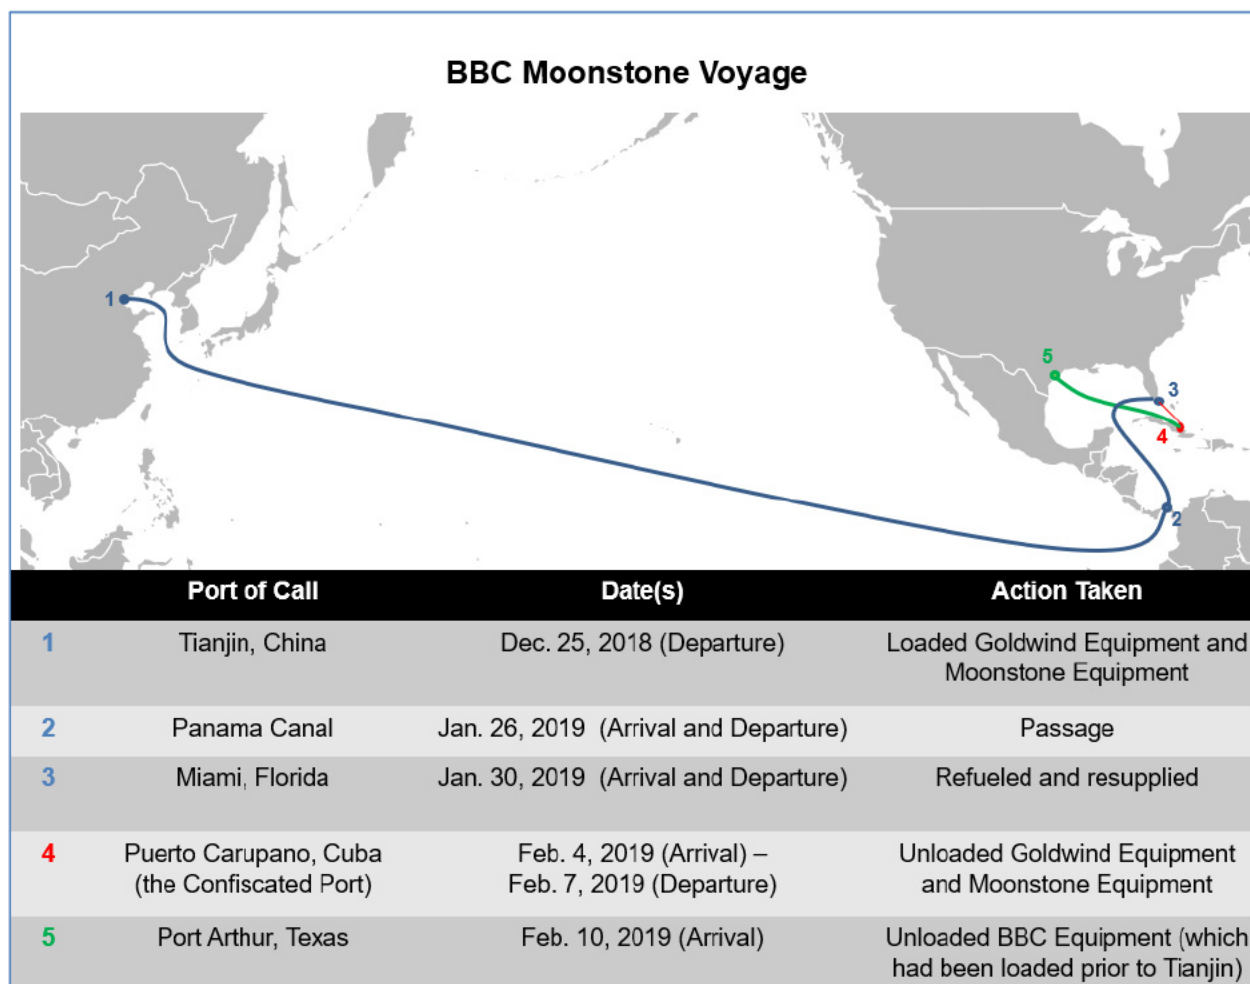 BBC Moonstone Voyage
1
5
3
4
2
Port of Call Date(s) Action Taken
1 Tianjin, China Dec. 25, 2018 (Departure) Loaded Goldwind Equipment and
Moonstone Equipment
2 Panama Canal Jan. 26, 2019 (Arrival and Departure) Passage
3 Miami, Florida Jan. 30, 2019 (Arrival and Departure) Refueled and resupplied
4 Puerto Carupano, Cuba Feb. 4, 2019 (Arrival) – Unloaded Goldwind Equipment
(the Confiscated Port) Feb. 7, 2019 (Departure) and Moonstone Equipment
5 Port Arthur, Texas Feb. 10, 2019 (Arrival) Unloaded BBC Equipment (which
had been loaded prior to Tianjin)